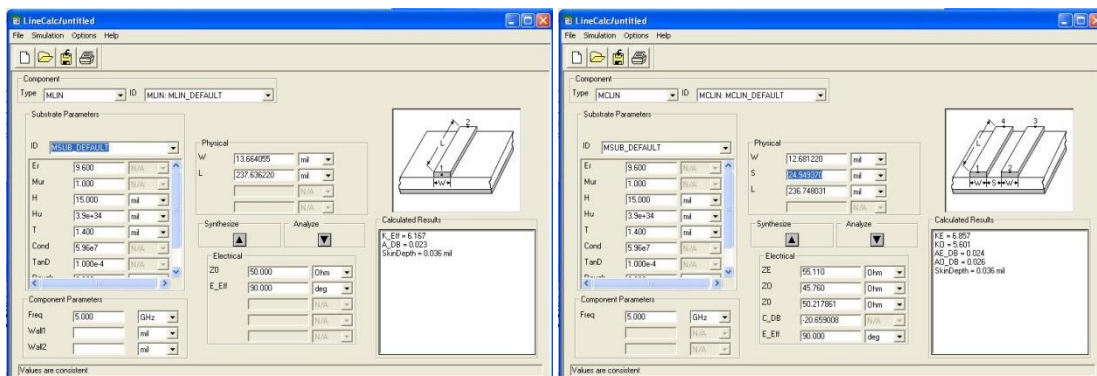 LineCalc/untitled
File Simulation Options Help
Component
Type MLIN ID MLIN: MLIN_DEFAULT
Substrate Parameters
ID MSUB_DEFAULT
Er 9.600 N/A
Mur 1.000 N/A
H 15.000 mil
Hu 3.9e+34 mil
T 1.400 mil
Cond 5.96e7 N/A
TanD 1.000e-4 N/A
Physical
W 13.664055 mil
L 237.636220 mil
N/A
N/A
Synthesize Analyze
Electrical
Z0 50.000 Ohm
E_Eff 90.000 deg
N/A
N/A
N/A
Component Parameters
Freq 5.000 GHz
Wall1 mil
Wall2 mil
2
L
1
W
Calculated Results
K_Eff = 6.167
A_DB = 0.023
SkinDepth = 0.036 mil
Values are consistent
LineCalc/untitled
File Simulation Options Help
Component
Type MCLIN ID MCLIN: MCLIN_DEFAULT
Substrate Parameters
ID MSUB_DEFAULT
Er 9.600 N/A
Mur 1.000 N/A
H 15.000 mil
Hu 3.9e+34 mil
T 1.400 mil
Cond 5.96e7 N/A
TanD 1.000e-4 N/A
Physical
W 12.681220 mil
S 24.949370 mil
L 236.748031 mil
N/A
Synthesize Analyze
Electrical
ZE 55.110 Ohm
ZO 45.760 Ohm
Z0 50.217861 Ohm
C_DB -20.659008 N/A
E_Eff 90.000 deg
Component Parameters
Freq 5.000 GHz
N/A
N/A
4 3
L
1 2
W S W
Calculated Results
KE = 6.857
KO = 5.601
AE_DB = 0.024
AO_DB = 0.026
SkinDepth = 0.036 mil
Values are consistent